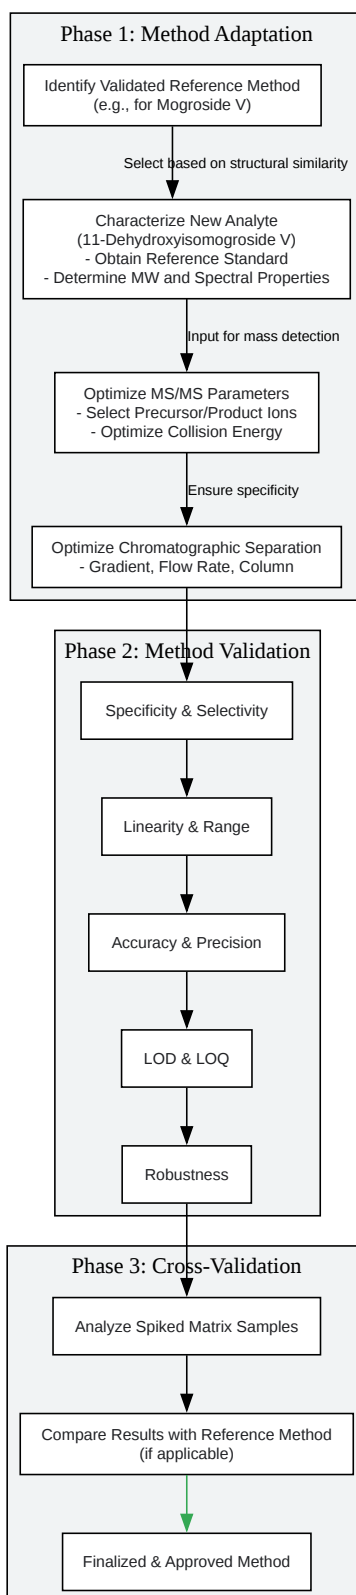 Phase 1: Method Adaptation
Identify Validated Reference Method
(e.g., for Mogroside V)
Select based on structural similarity
Characterize New Analyte
(11-Dehydroxyisomogroside V)
- Obtain Reference Standard
- Determine MW and Spectral Properties
Input for mass detection
Optimize MS/MS Parameters
- Select Precursor/Product Ions
- Optimize Collision Energy
Ensure specificity
Optimize Chromatographic Separation
- Gradient, Flow Rate, Column
Phase 2: Method Validation
Specificity & Selectivity
Linearity & Range
Accuracy & Precision
LOD & LOQ
Robustness
Phase 3: Cross-Validation
Analyze Spiked Matrix Samples
Compare Results with Reference Method
(if applicable)
Finalized & Approved Method